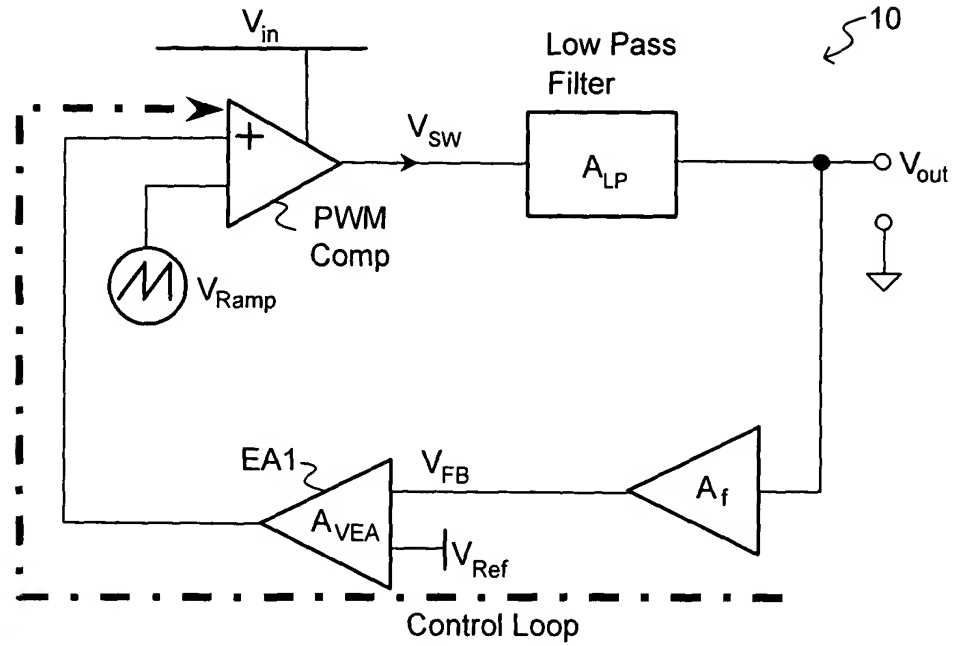 V_in
10
Low Pass
Filter
+
V_SW
A_LP
V_out
PWM
Comp
V_Ramp
EA1
V_FB
A_f
A_VEA
V_Ref
Control Loop